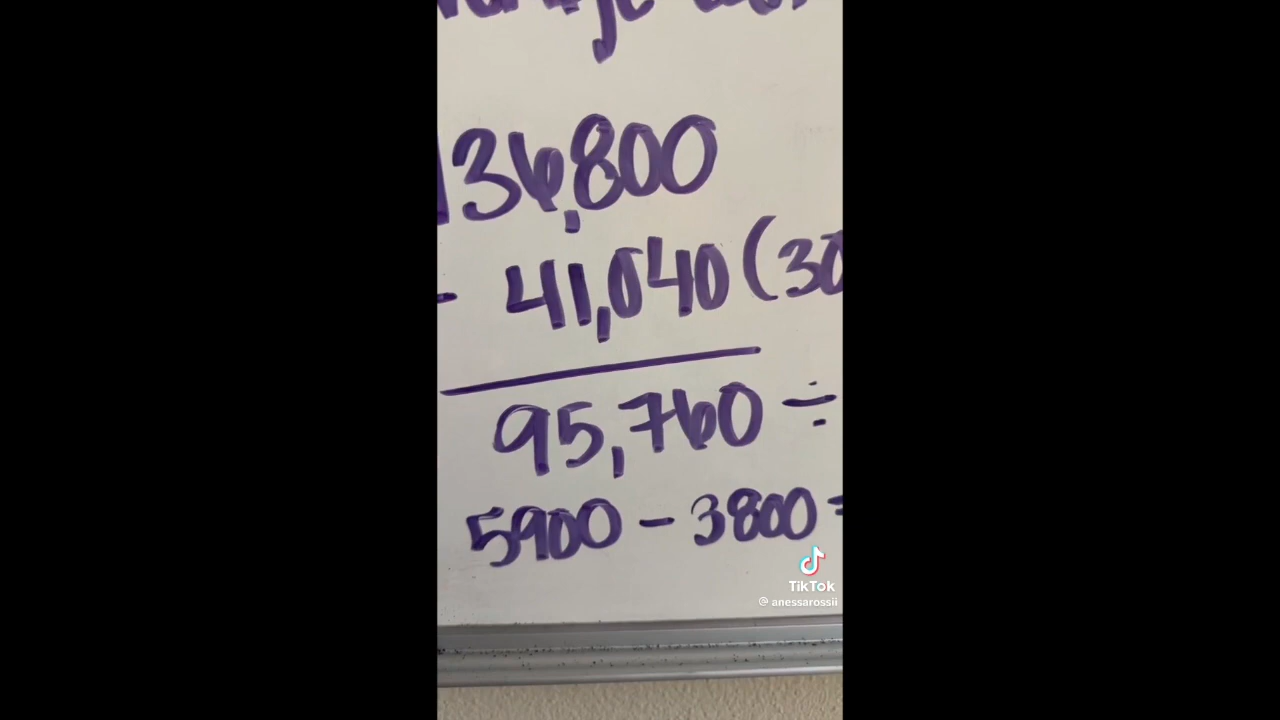 136,800
- 41,040 (30
95,760 ÷
5900 - 3800 =
TikTok
@anessarossii